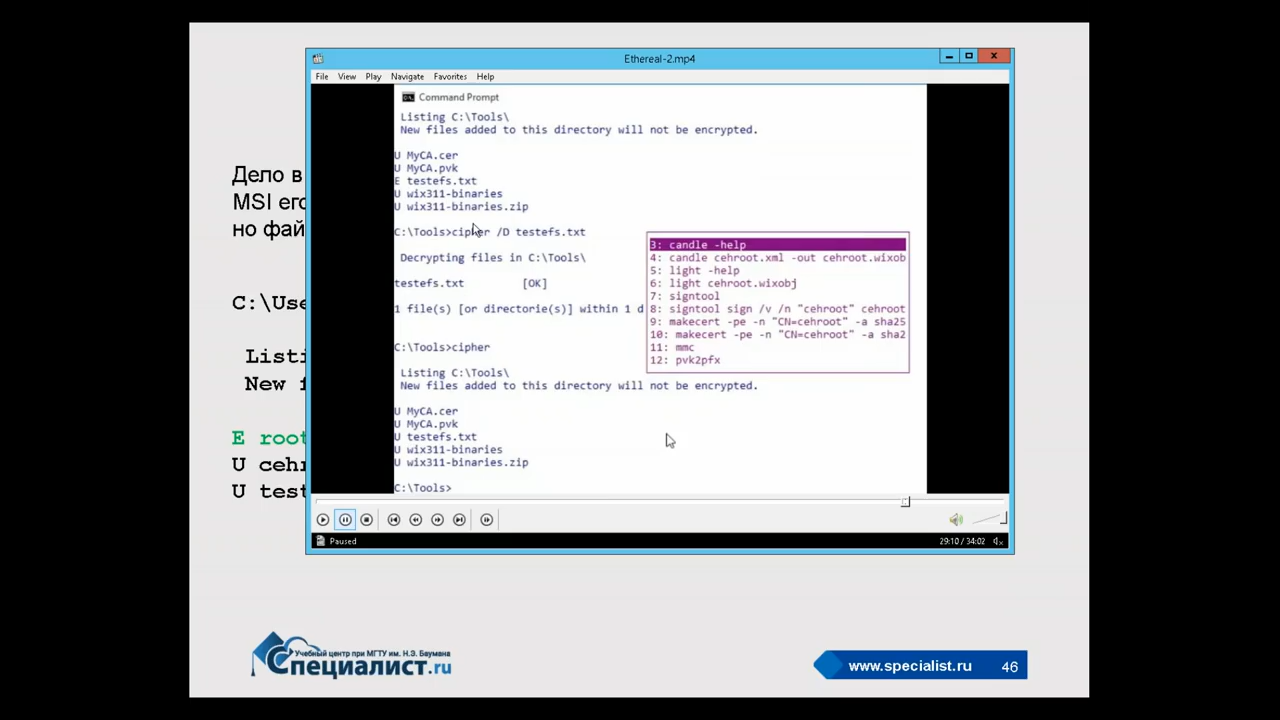 Ethereal-2.mp4
File View Play Navigate Favorites Help
Command Prompt
Listing C:\Tools\
New files added to this directory will not be encrypted.
U MyCA.cer
U MyCA.pvk
E testefs.txt
U wix311-binaries
U wix311-binaries.zip
C:\Tools>cipher /D testefs.txt
Decrypting files in C:\Tools\
testefs.txt [OK]
1 file(s) [or directorie(s)] within 1 d
C:\Tools>cipher
Listing C:\Tools\
New files added to this directory will not be encrypted.
U MyCA.cer
U MyCA.pvk
U testefs.txt
U wix311-binaries
U wix311-binaries.zip
C:\Tools>
3: candle -help
4: candle cehroot.xml -out cehroot.wixob
5: light -help
6: light cehroot.wixobj
7: signtool
8: signtool sign /v /n "cehroot" cehroot
9: makecert -pe -n "CN=cehroot" -a sha25
10: makecert -pe -n "CN=cehroot" -a sha2
11: mmc
12: pvk2pfx
Paused
29:10 / 34:02
Дело в
MSI его
но фай
C:\Use
Listi
New f
E root
U cehr
U test
Учебный центр при МГТУ им. Н.Э. Баумана
Специалист.ru
www.specialist.ru 46